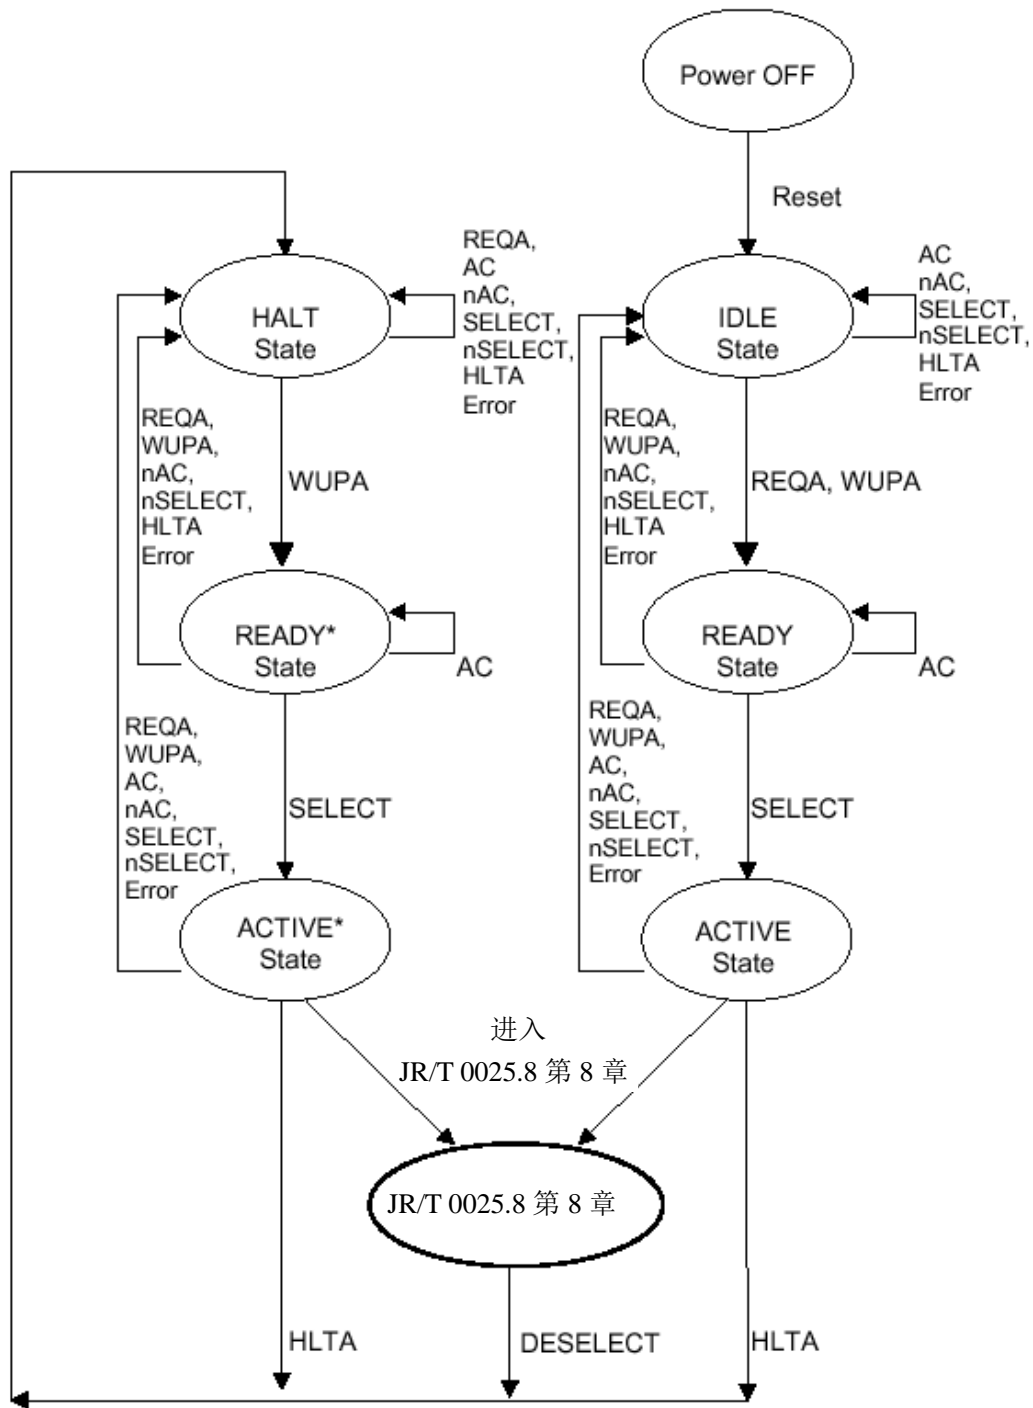 Power OFF
Reset
HALT
State
REQA,
AC
nAC,
SELECT,
nSELECT,
HLTA
Error
IDLE
State
AC
nAC,
SELECT,
nSELECT,
HLTA
Error
REQA,
WUPA,
nAC,
nSELECT,
HLTA
Error
WUPA
REQA,
WUPA,
nAC,
nSELECT,
HLTA
Error
REQA, WUPA
READY*
State
AC
READY
State
AC
REQA,
WUPA,
AC,
nAC,
SELECT,
nSELECT,
Error
SELECT
REQA,
WUPA,
AC,
nAC,
SELECT,
nSELECT,
Error
SELECT
ACTIVE*
State
ACTIVE
State
进入
JR/T 0025.8 第 8 章
JR/T 0025.8 第 8 章
HLTA
DESELECT
HLTA